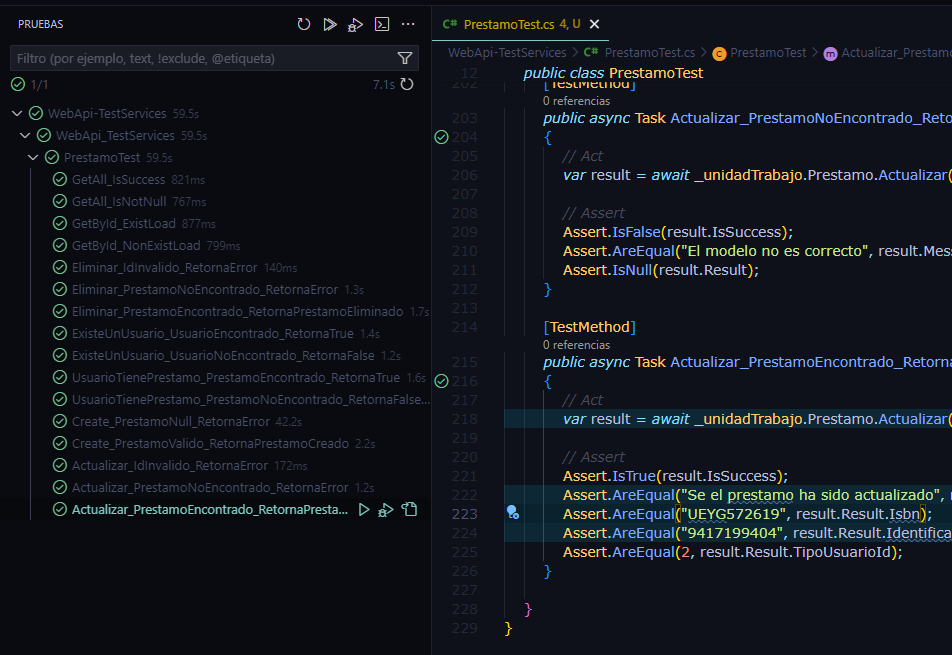 PRUEBAS
Filtro (por ejemplo, text, !exclude, @etiqueta)
1/1 7.1s
WebApi-TestServices 59.5s
WebApi_TestServices 59.5s
PrestamoTest 59.5s
GetAll_IsSuccess 821ms
GetAll_IsNotNull 767ms
GetById_ExistLoad 877ms
GetById_NonExistLoad 799ms
Eliminar_IdInvalido_RetornaError 140ms
Eliminar_PrestamoNoEncontrado_RetornaError 1.3s
Eliminar_PrestamoEncontrado_RetornaPrestamoEliminado 1.7s
ExisteUnUsuario_UsuarioEncontrado_RetornaTrue 1.4s
ExisteUnUsuario_UsuarioNoEncontrado_RetornaFalse 1.2s
UsuarioTienePrestamo_PrestamoEncontrado_RetornaTrue 1.6s
UsuarioTienePrestamo_PrestamoNoEncontrado_RetornaFalse...
Create_PrestamoNull_RetornaError 42.2s
Create_PrestamoValido_RetornaPrestamoCreado 2.2s
Actualizar_IdInvalido_RetornaError 172ms
Actualizar_PrestamoNoEncontrado_RetornaError 1.2s
Actualizar_PrestamoEncontrado_RetornaPresta...
C# PrestamoTest.cs 4, U
WebApi-TestServices > C# PrestamoTest.cs > PrestamoTest > m Actualizar_Prestamo
12 public class PrestamoTest
202 [TestMethod]
0 referencias
203 public async Task Actualizar_PrestamoNoEncontrado_Reto
204 {
205 // Act
206 var result = await _unidadTrabajo.Prestamo.Actualizar(
207
208 // Assert
209 Assert.IsFalse(result.IsSuccess);
210 Assert.AreEqual("El modelo no es correcto", result.Mes
211 Assert.IsNull(result.Result);
212 }
213
214 [TestMethod]
0 referencias
215 public async Task Actualizar_PrestamoEncontrado_Retorna
216 {
217 // Act
218 var result = await _unidadTrabajo.Prestamo.Actualizar(
219
220 // Assert
221 Assert.IsTrue(result.IsSuccess);
222 Assert.AreEqual("Se el prestamo ha sido actualizado", r
223 Assert.AreEqual("UEYG572619", result.Result.Isbn);
224 Assert.AreEqual("9417199404", result.Result.Identifica
225 Assert.AreEqual(2, result.Result.TipoUsuarioId);
226 }
227
228 }
229 }